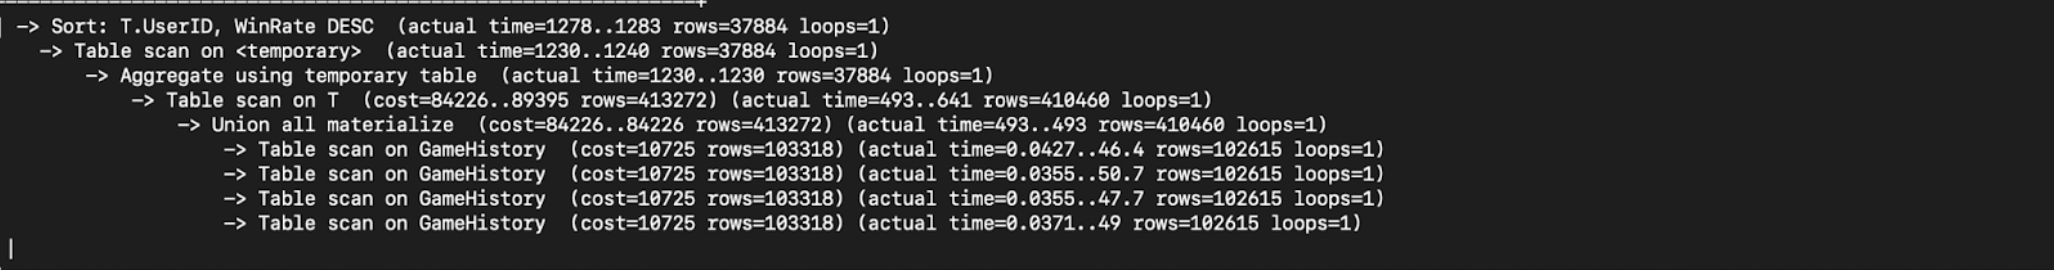 | -> Sort: T.UserID, WinRate DESC (actual time=1278..1283 rows=37884 loops=1)
-> Table scan on <temporary> (actual time=1230..1240 rows=37884 loops=1)
-> Aggregate using temporary table (actual time=1230..1230 rows=37884 loops=1)
-> Table scan on T (cost=84226..89395 rows=413272) (actual time=493..641 rows=410460 loops=1)
-> Union all materialize (cost=84226..84226 rows=413272) (actual time=493..493 rows=410460 loops=1)
-> Table scan on GameHistory (cost=10725 rows=103318) (actual time=0.0427..46.4 rows=102615 loops=1)
-> Table scan on GameHistory (cost=10725 rows=103318) (actual time=0.0355..50.7 rows=102615 loops=1)
-> Table scan on GameHistory (cost=10725 rows=103318) (actual time=0.0355..47.7 rows=102615 loops=1)
-> Table scan on GameHistory (cost=10725 rows=103318) (actual time=0.0371..49 rows=102615 loops=1)
|